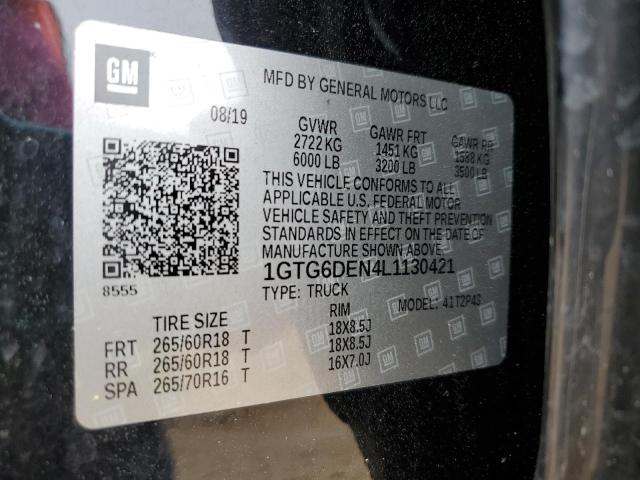 GM
MFD BY GENERAL MOTORS LLC
08/19
GVWR GAWR FRT GAWR RR
2722 KG 1451 KG 1588 KG
6000 LB 3200 LB 3500 LB
THIS VEHICLE CONFORMS TO ALL
APPLICABLE U.S. FEDERAL MOTOR
VEHICLE SAFETY AND THEFT PREVENTION
STANDARDS IN EFFECT ON THE DATE OF
MANUFACTURE SHOWN ABOVE.
1GTG6DEN4L1130421
8555
TYPE: TRUCK MODEL: 41T2P43
TIRE SIZE RIM
FRT 265/60R18 T 18X8.5J
RR 265/60R18 T 18X8.5J
SPA 265/70R16 T 16X7.0J